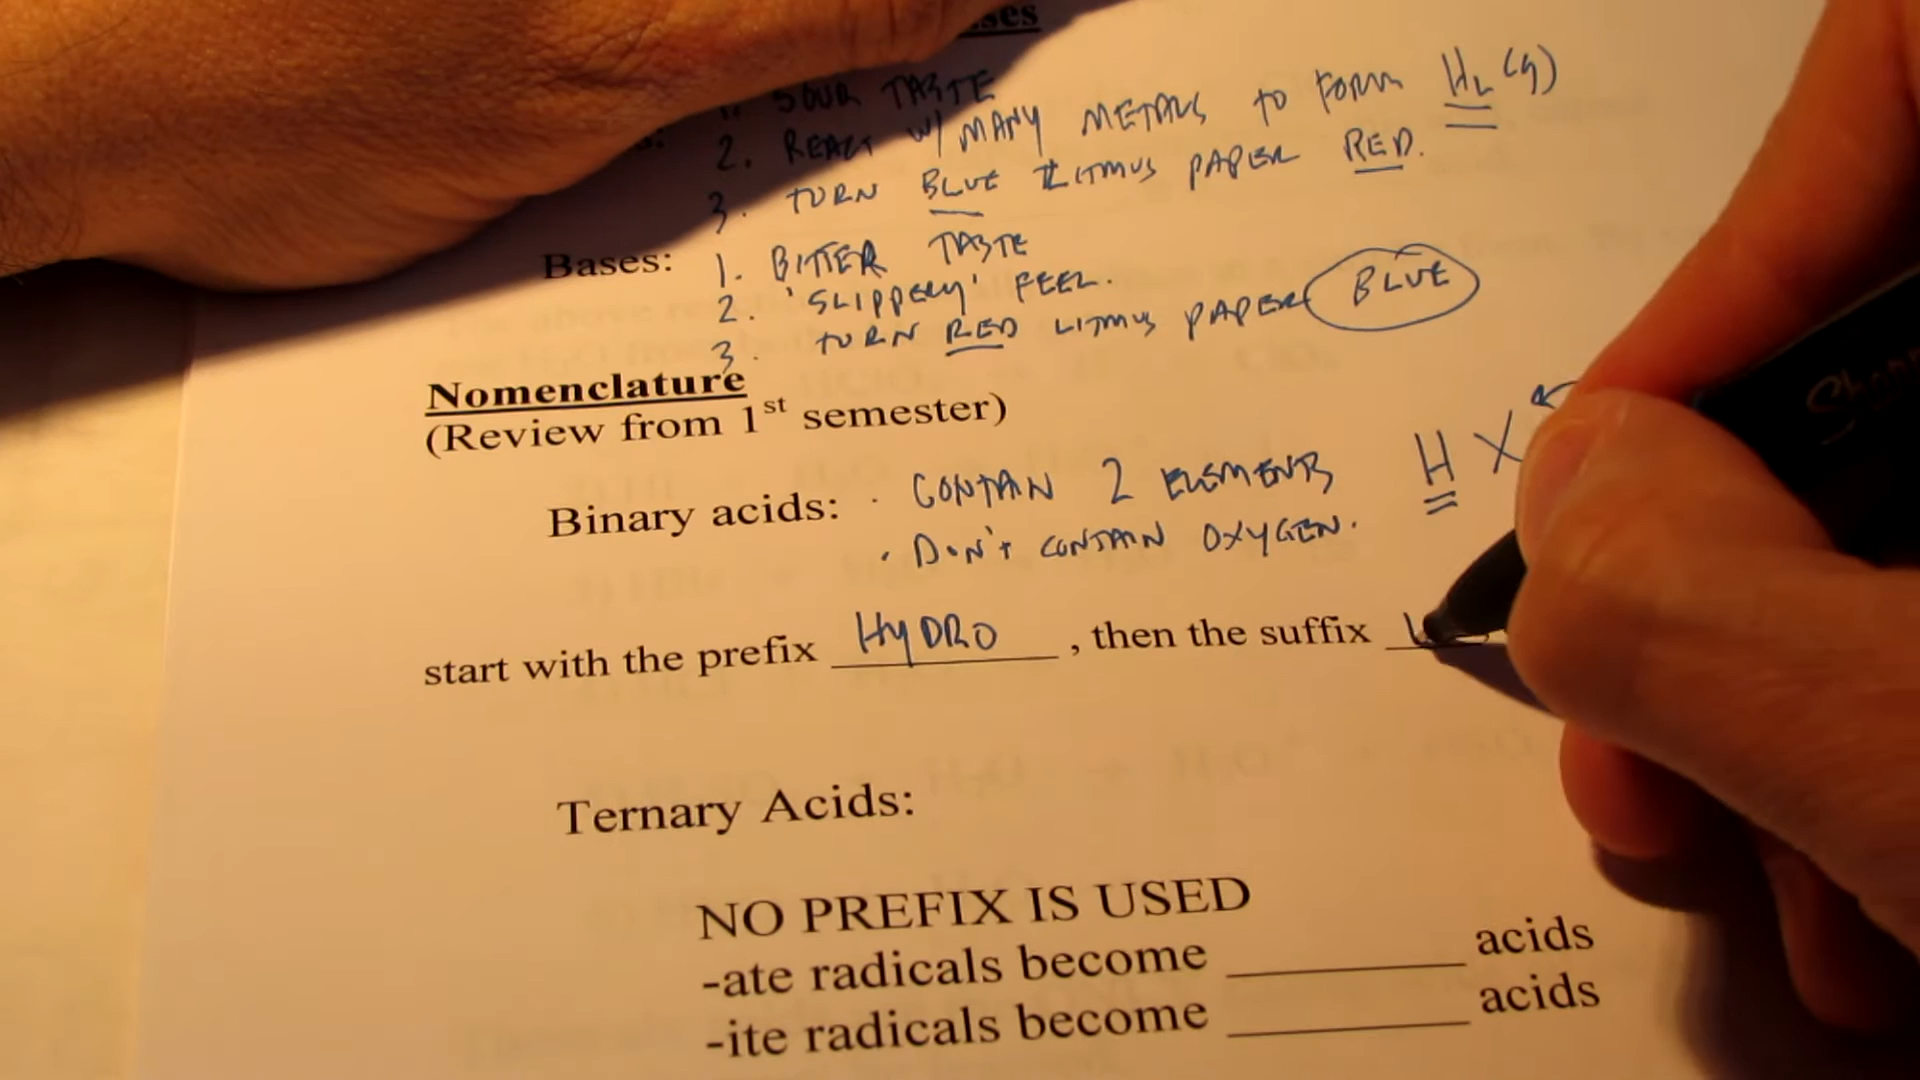 1. SOUR TASTE
2. REACT W/ MANY METALS TO FORM H₂ (g)
3. TURN BLUE LITMUS PAPER RED.
Bases: 1. BITTER TASTE
2. 'SLIPPERY' FEEL.
3. TURN RED LITMUS PAPER BLUE
Nomenclature
(Review from 1st semester)
Binary acids: · CONTAIN 2 ELEMENTS H X
· DON'T CONTAIN OXYGEN.
start with the prefix HYDRO, then the suffix
Ternary Acids:
NO PREFIX IS USED
-ate radicals become ________ acids
-ite radicals become ________ acids